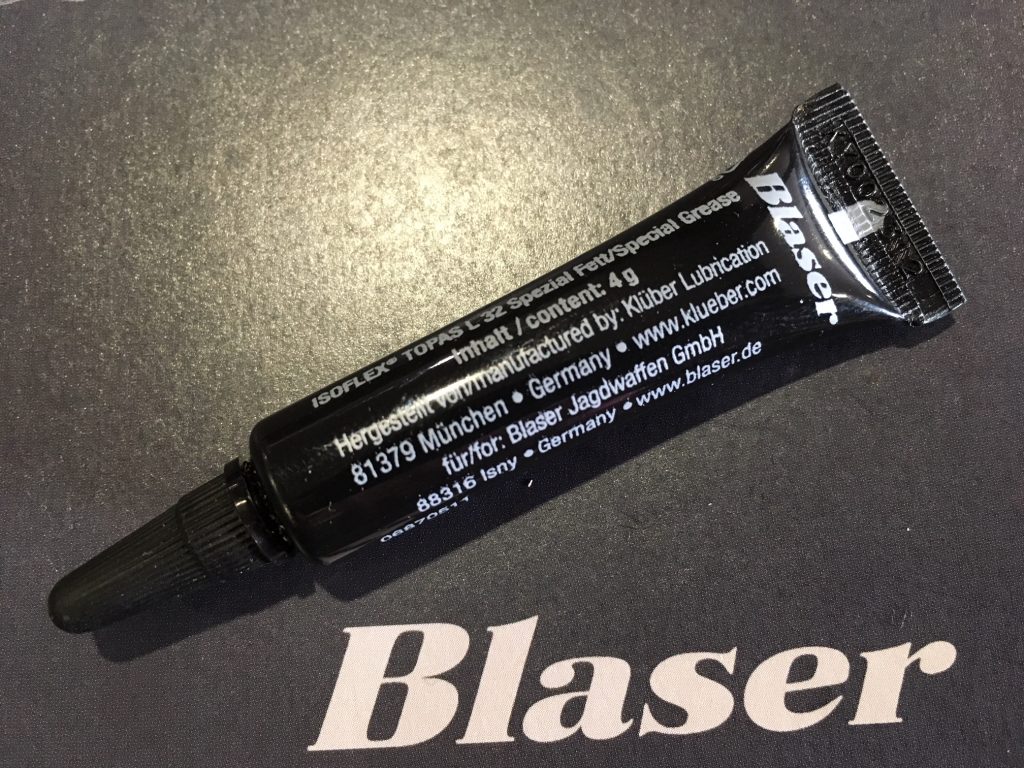 Blaser
ISOFLEX® TOPAS L 32 Spezial Fett/Special Grease
Inhalt / content: 4 g
Hergestellt von/manufactured by: Klüber Lubrication
81379 München • Germany • www.klueber.com
für/for: Blaser Jagdwaffen GmbH
88316 Isny • Germany • www.blaser.de
Blaser